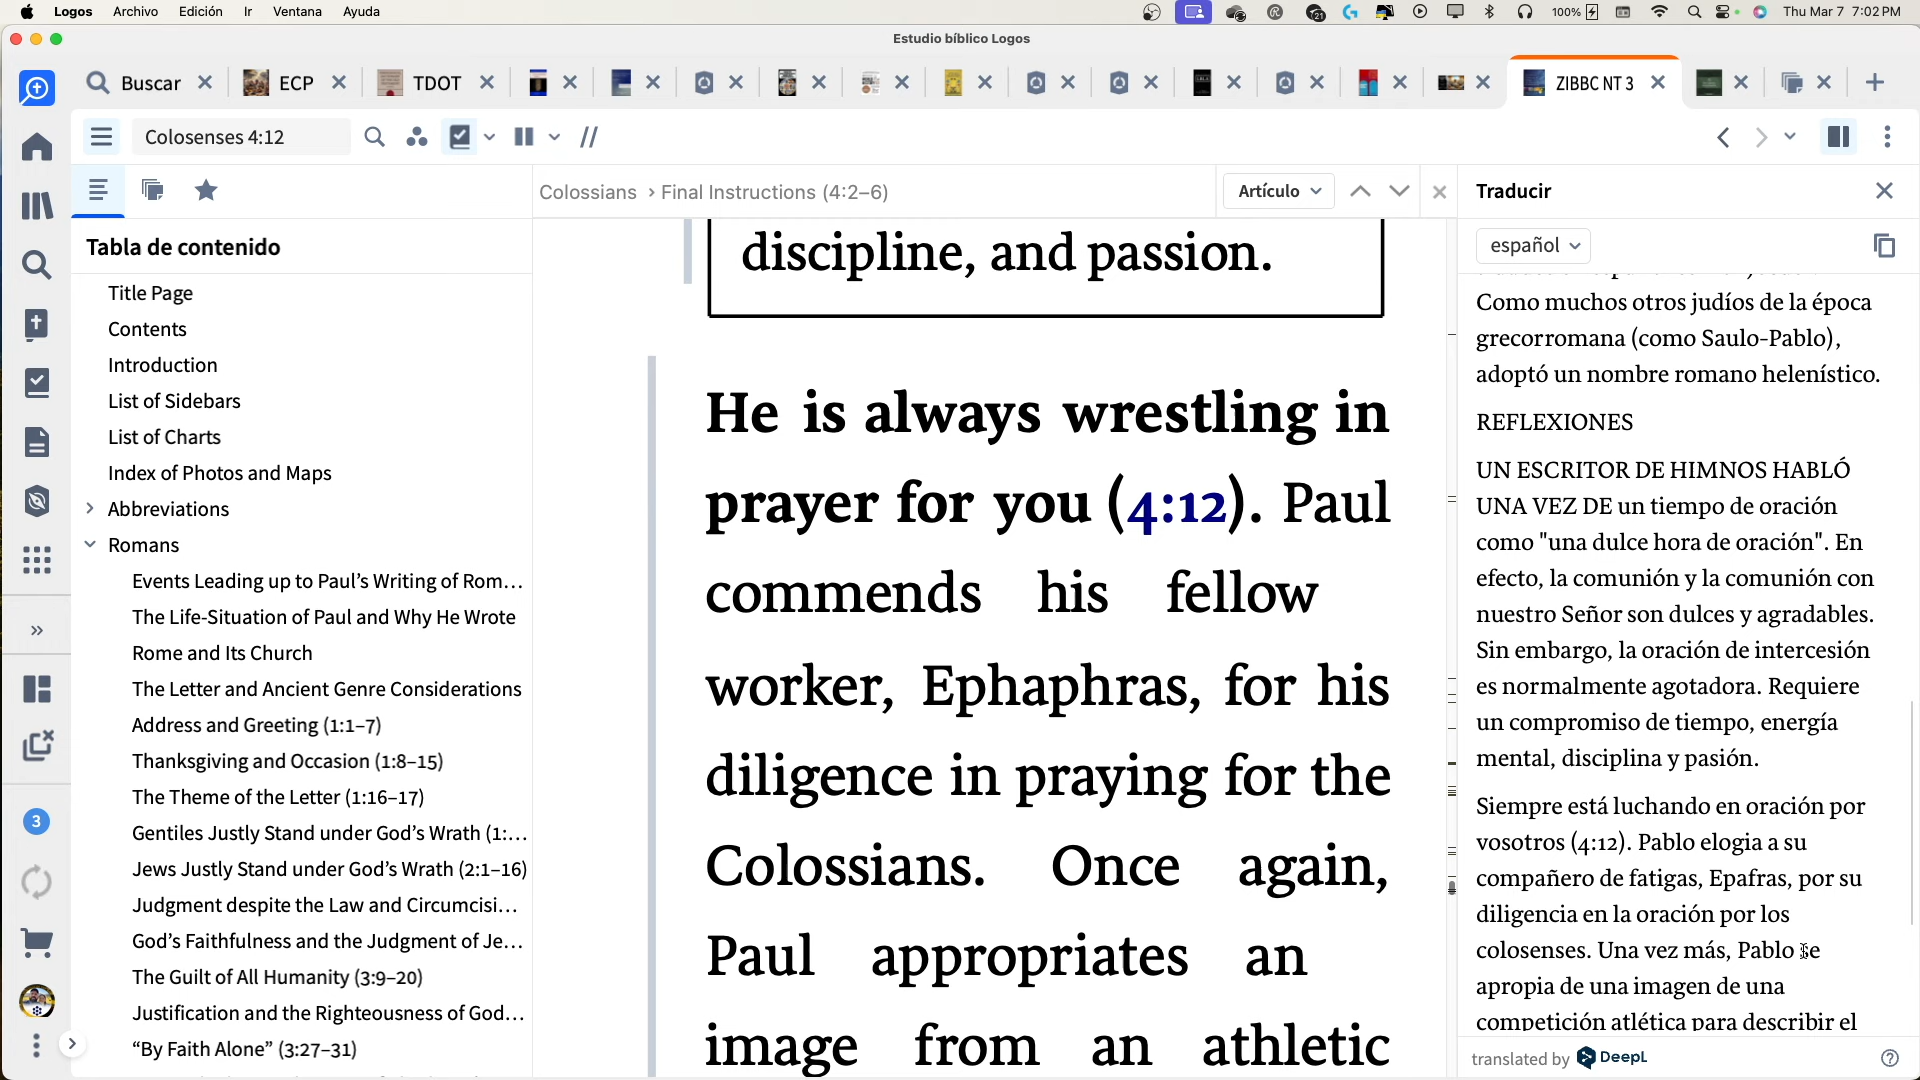 Logos
Archivo
Edición
Ir
Ventana
Ayuda
21
100%
Thu Mar 7 7:02 PM
Estudio bíblico Logos
Buscar
ECP
TDOT
ZIBBC NT 3
Colosenses 4:12
Colossians › Final Instructions (4:2–6)
Artículo
Tabla de contenido
Title Page
Contents
Introduction
List of Sidebars
List of Charts
Index of Photos and Maps
Abbreviations
Romans
Events Leading up to Paul’s Writing of Rom…
The Life-Situation of Paul and Why He Wrote
Rome and Its Church
The Letter and Ancient Genre Considerations
Address and Greeting (1:1–7)
Thanksgiving and Occasion (1:8–15)
The Theme of the Letter (1:16–17)
Gentiles Justly Stand under God’s Wrath (1:…
Jews Justly Stand under God’s Wrath (2:1–16)
Judgment despite the Law and Circumcisi…
God’s Faithfulness and the Judgment of Je…
The Guilt of All Humanity (3:9–20)
Justification and the Righteousness of God…
“By Faith Alone” (3:27–31)
3
discipline, and passion.
He is always wrestling in
prayer for you (4:12). Paul
commends his fellow
worker, Ephaphras, for his
diligence in praying for the
Colossians. Once again,
Paul appropriates an
image from an athletic
Traducir
español
Como muchos otros judíos de la época
grecorromana (como Saulo-Pablo),
adoptó un nombre romano helenístico.
REFLEXIONES
UN ESCRITOR DE HIMNOS HABLÓ
UNA VEZ DE un tiempo de oración
como "una dulce hora de oración". En
efecto, la comunión y la comunión con
nuestro Señor son dulces y agradables.
Sin embargo, la oración de intercesión
es normalmente agotadora. Requiere
un compromiso de tiempo, energía
mental, disciplina y pasión.
Siempre está luchando en oración por
vosotros (4:12). Pablo elogia a su
compañero de fatigas, Epafras, por su
diligencia en la oración por los
colosenses. Una vez más, Pablo se
apropia de una imagen de una
competición atlética para describir el
translated by DeepL